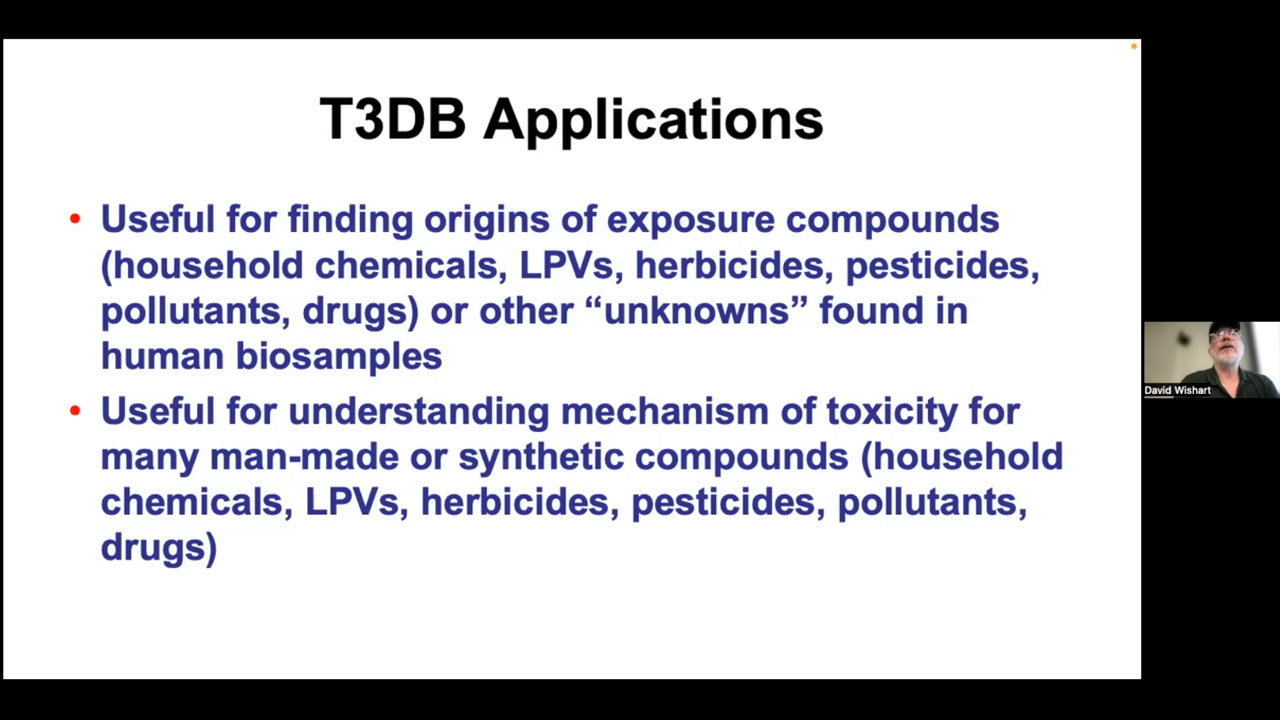 T3DB Applications
• Useful for finding origins of exposure compounds
(household chemicals, LPVs, herbicides, pesticides,
pollutants, drugs) or other “unknowns” found in
human biosamples
• Useful for understanding mechanism of toxicity for
many man-made or synthetic compounds (household
chemicals, LPVs, herbicides, pesticides, pollutants,
drugs)
David Wishart